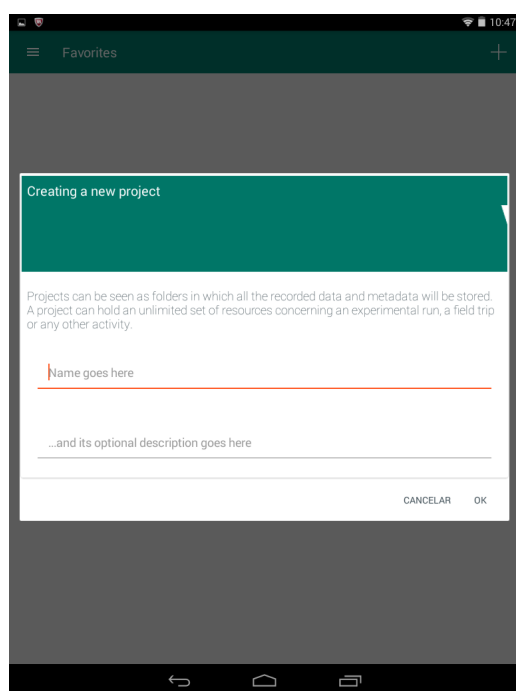 10:47
Favorites
Creating a new project
Projects can be seen as folders in which all the recorded data and metadata will be stored.
A project can hold an unlimited set of resources concerning an experimental run, a field trip
or any other activity.
Name goes here
...and its optional description goes here
CANCELAR OK